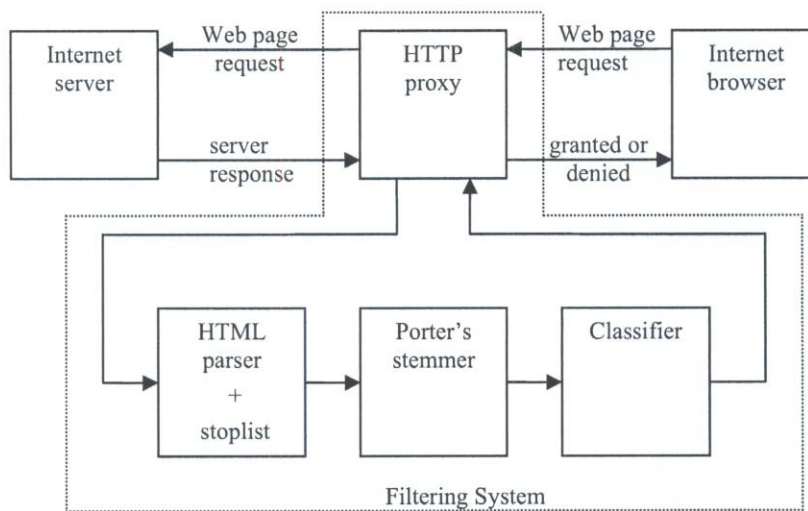 Internet
server
Web page
request
HTTP
proxy
Web page
request
Internet
browser
server
response
granted or
denied
HTML
parser
+
stoplist
Porter's
stemmer
Classifier
Filtering System